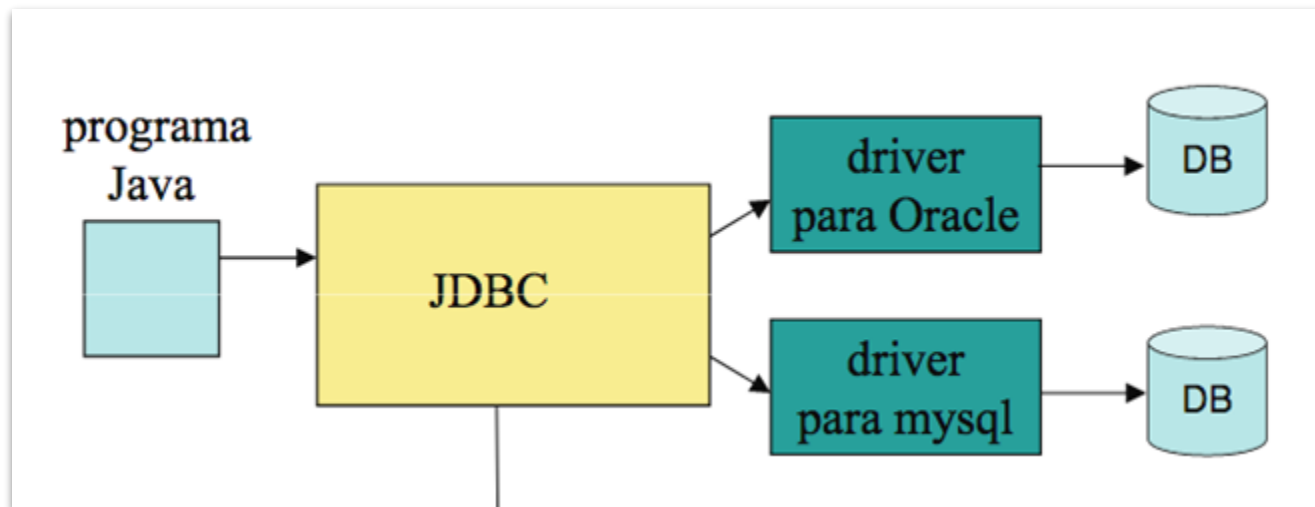 programa
Java
JDBC
driver
para Oracle
DB
driver
para mysql
DB